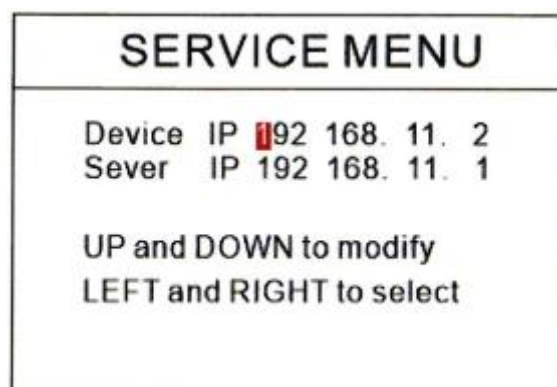 SERVICE MENU
Device IP 192 168. 11. 2
Sever IP 192 168. 11. 1
UP and DOWN to modify
LEFT and RIGHT to select